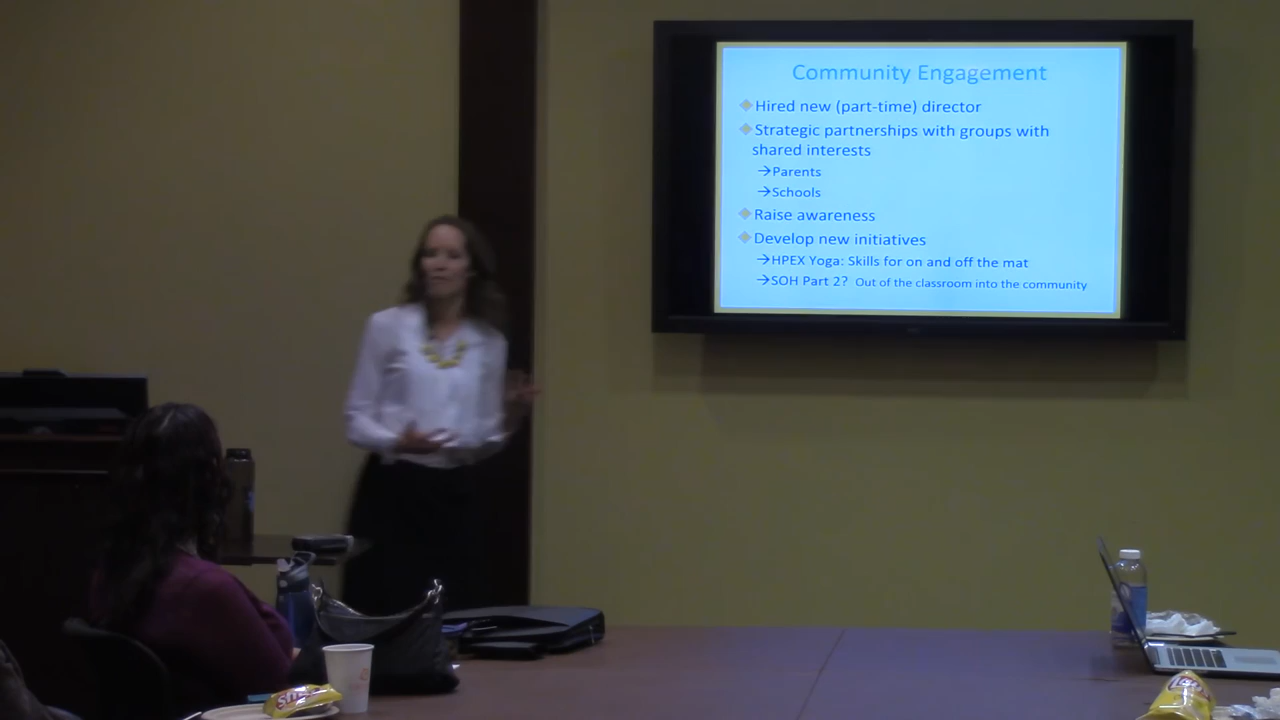 Community Engagement
Hired new (part-time) director
Strategic partnerships with groups with
shared interests
→Parents
→Schools
Raise awareness
Develop new initiatives
→HPEX Yoga: Skills for on and off the mat
→SOH Part 2? Out of the classroom into the community